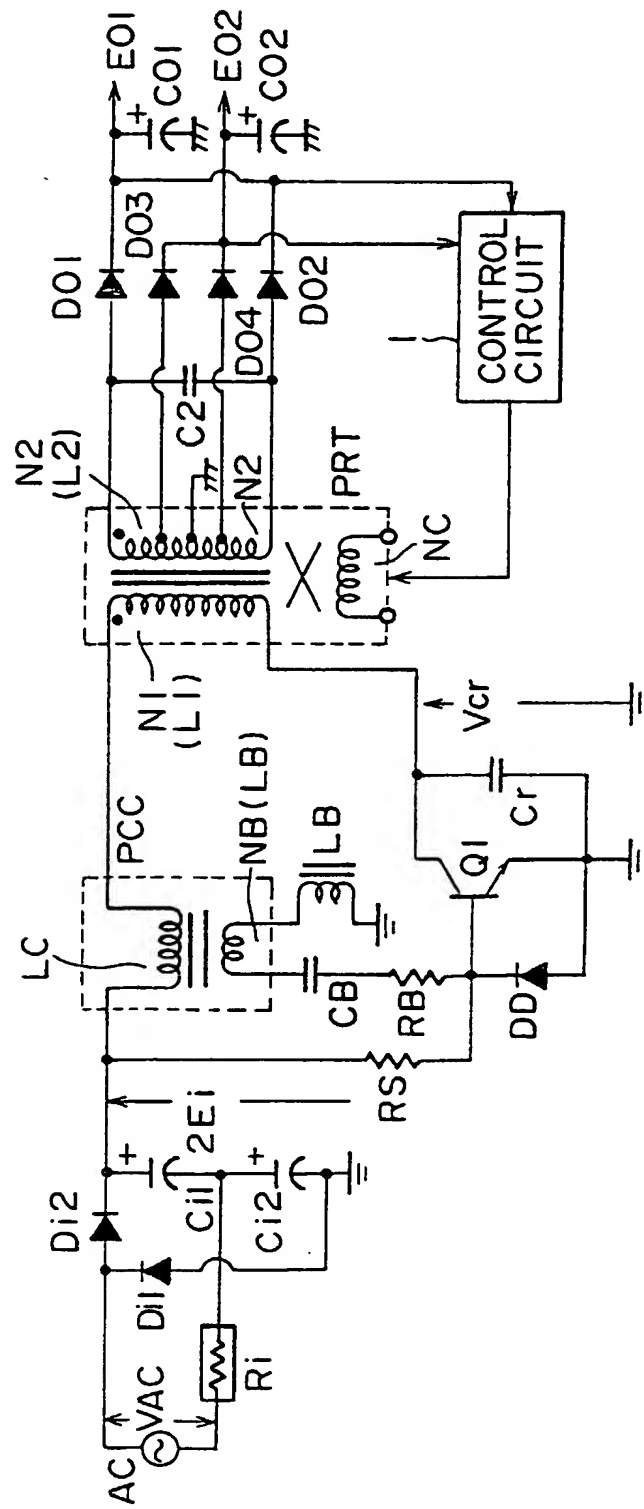 AC
VAC
Ri
Di1
Di2
+
Ci1
+
Ci2
2Ei
RS
LC
PCC
NB(LB)
LB
CB
RB
DD
Q1
Cr
Vcr
N1
(L1)
N2
(L2)
N2
PRT
NC
C2
DO1
DO3
DO4
DO2
EO1
+
CO1
EO2
+
CO2
1
CONTROL
CIRCUIT